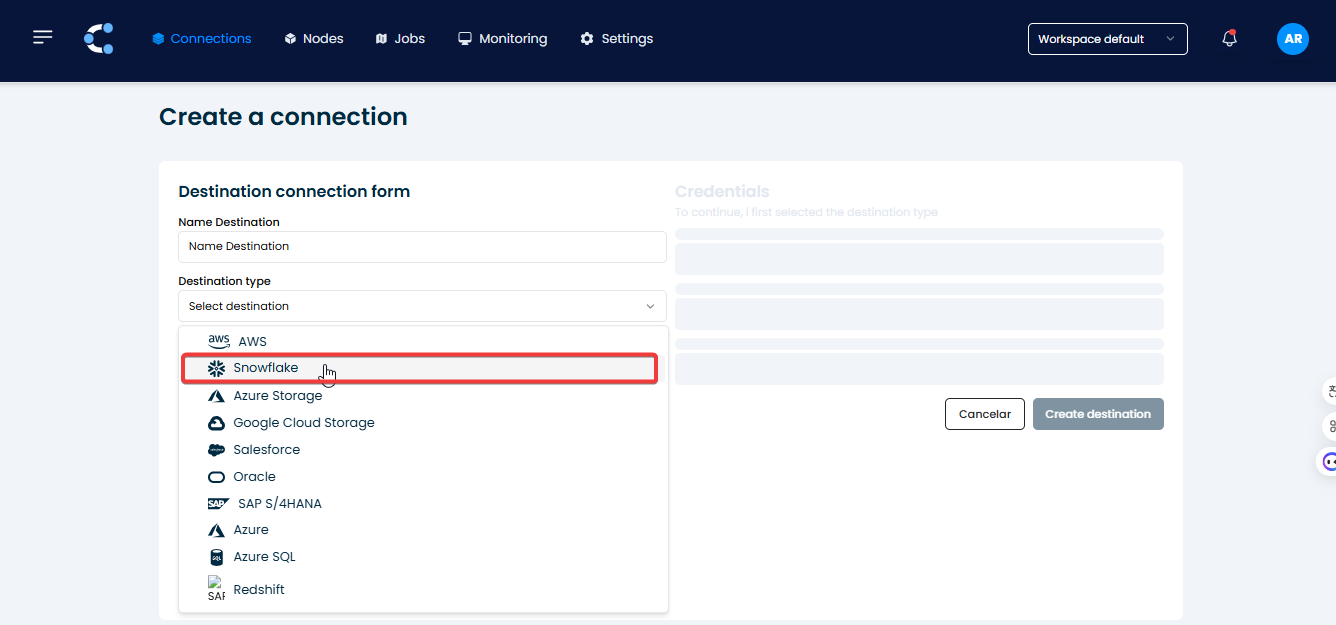 Connections
Nodes
Jobs
Monitoring
Settings
Workspace default
AR
Create a connection
Destination connection form
Name Destination
Name Destination
Destination type
Select destination
aws AWS
Snowflake
Azure Storage
Google Cloud Storage
Salesforce
Oracle
SAP SAP S/4HANA
Azure
SQL Azure SQL
SAP Redshift
Credentials
To continue, I first selected the destination type
Cancelar
Create destination